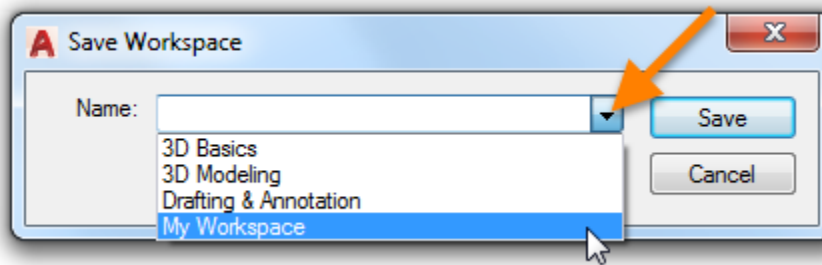 Save Workspace
Name:
Save
3D Basics
3D Modeling
Cancel
Drafting & Annotation
My Workspace